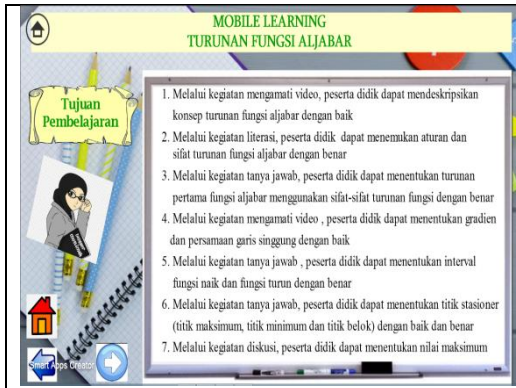 MOBILE LEARNING
TURUNAN FUNGSI ALJABAR
Tujuan
Pembelajaran
1. Melalui kegiatan mengamati video, peserta didik dapat mendeskripsikan
konsep turunan fungsi aljabar dengan baik
2. Melalui kegiatan literasi, peserta didik dapat menemukan aturan dan
sifat turunan fungsi aljabar dengan benar
3. Melalui kegiatan tanya jawab, peserta didik dapat menentukan turunan
pertama fungsi aljabar menggunakan sifat-sifat turunan fungsi dengan benar
4. Melalui kegiatan mengamati video , peserta didik dapat menentukan gradien
dan persamaan garis singgung dengan baik
5. Melalui kegiatan tanya jawab , peserta didik dapat menentukan interval
fungsi naik dan fungsi turun dengan benar
6. Melalui kegiatan tanya jawab, peserta didik dapat menentukan titik stasioner
(titik maksimum, titik minimum dan titik belok) dengan baik dan benar
7. Melalui kegiatan diskusi, peserta didik dapat menentukan nilai maksimum
Smart Apps Creator